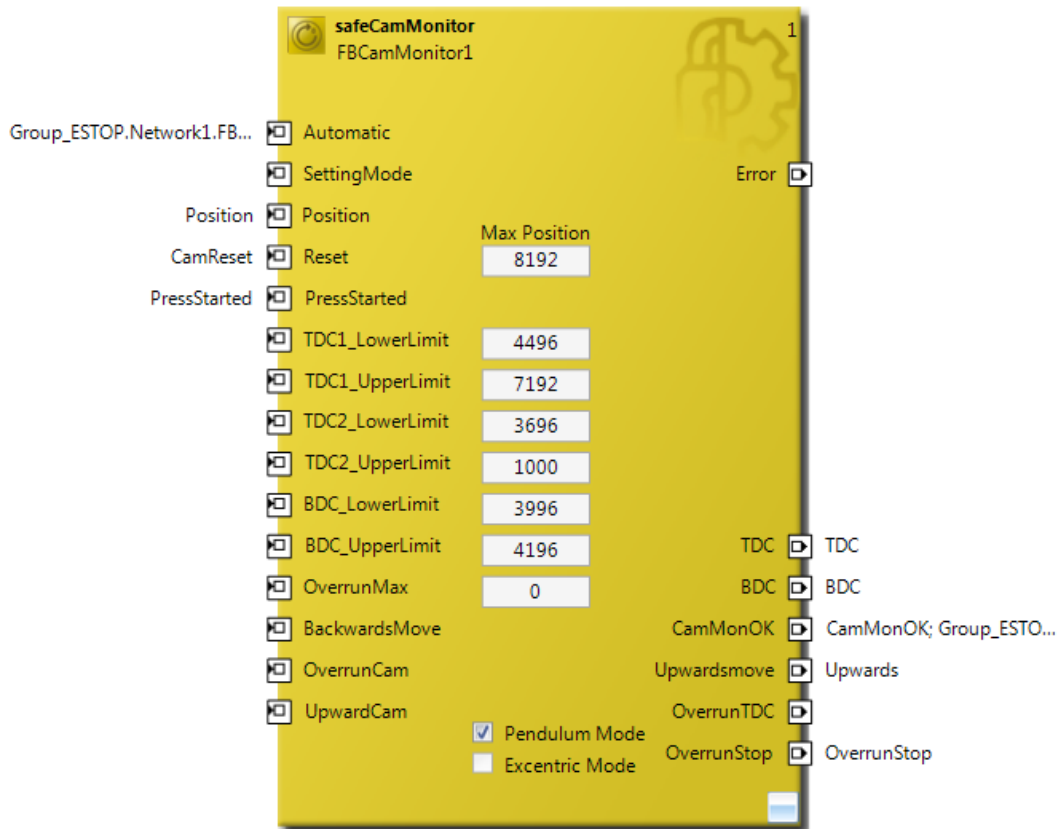 safeCamMonitor
FBCamMonitor1
1
Group_ESTOP.Network1.FB... Automatic
SettingMode Error
Position Position
Max Position
CamReset Reset 8192
PressStarted PressStarted
TDC1_LowerLimit 4496
TDC1_UpperLimit 7192
TDC2_LowerLimit 3696
TDC2_UpperLimit 1000
BDC_LowerLimit 3996
BDC_UpperLimit 4196 TDC TDC
OverrunMax 0 BDC BDC
BackwardsMove CamMonOK CamMonOK; Group_ESTO...
OverrunCam Upwardsmove Upwards
UpwardCam OverrunTDC
Pendulum Mode
OverrunStop OverrunStop
Excentric Mode